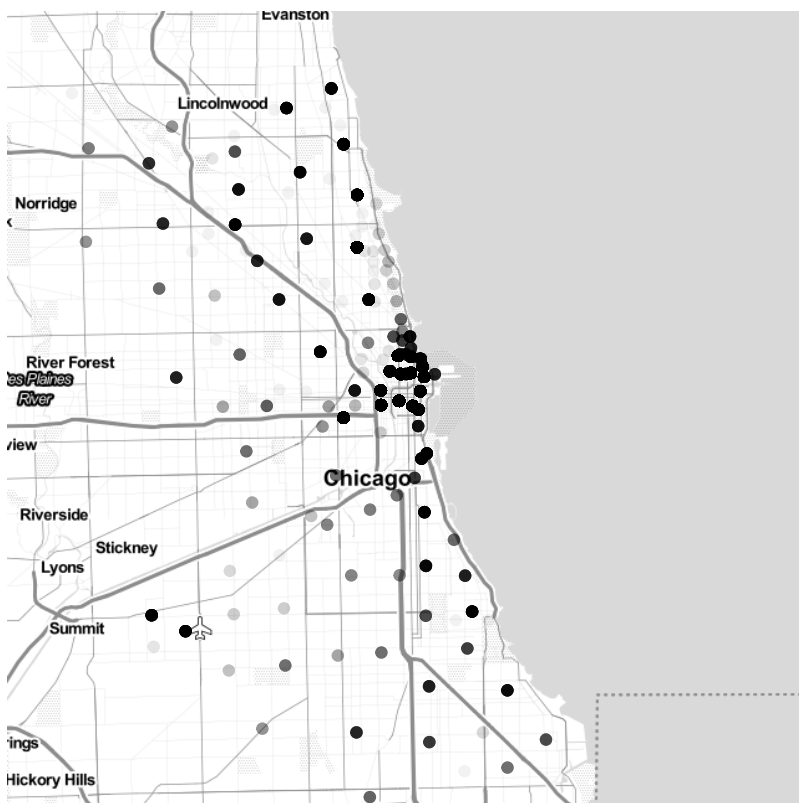 Evanston
Lincolnwood
Norridge
k
River Forest
es Plaines
River
view
Chicago
Riverside
Stickney
Lyons
Summit
rings
Hickory Hills